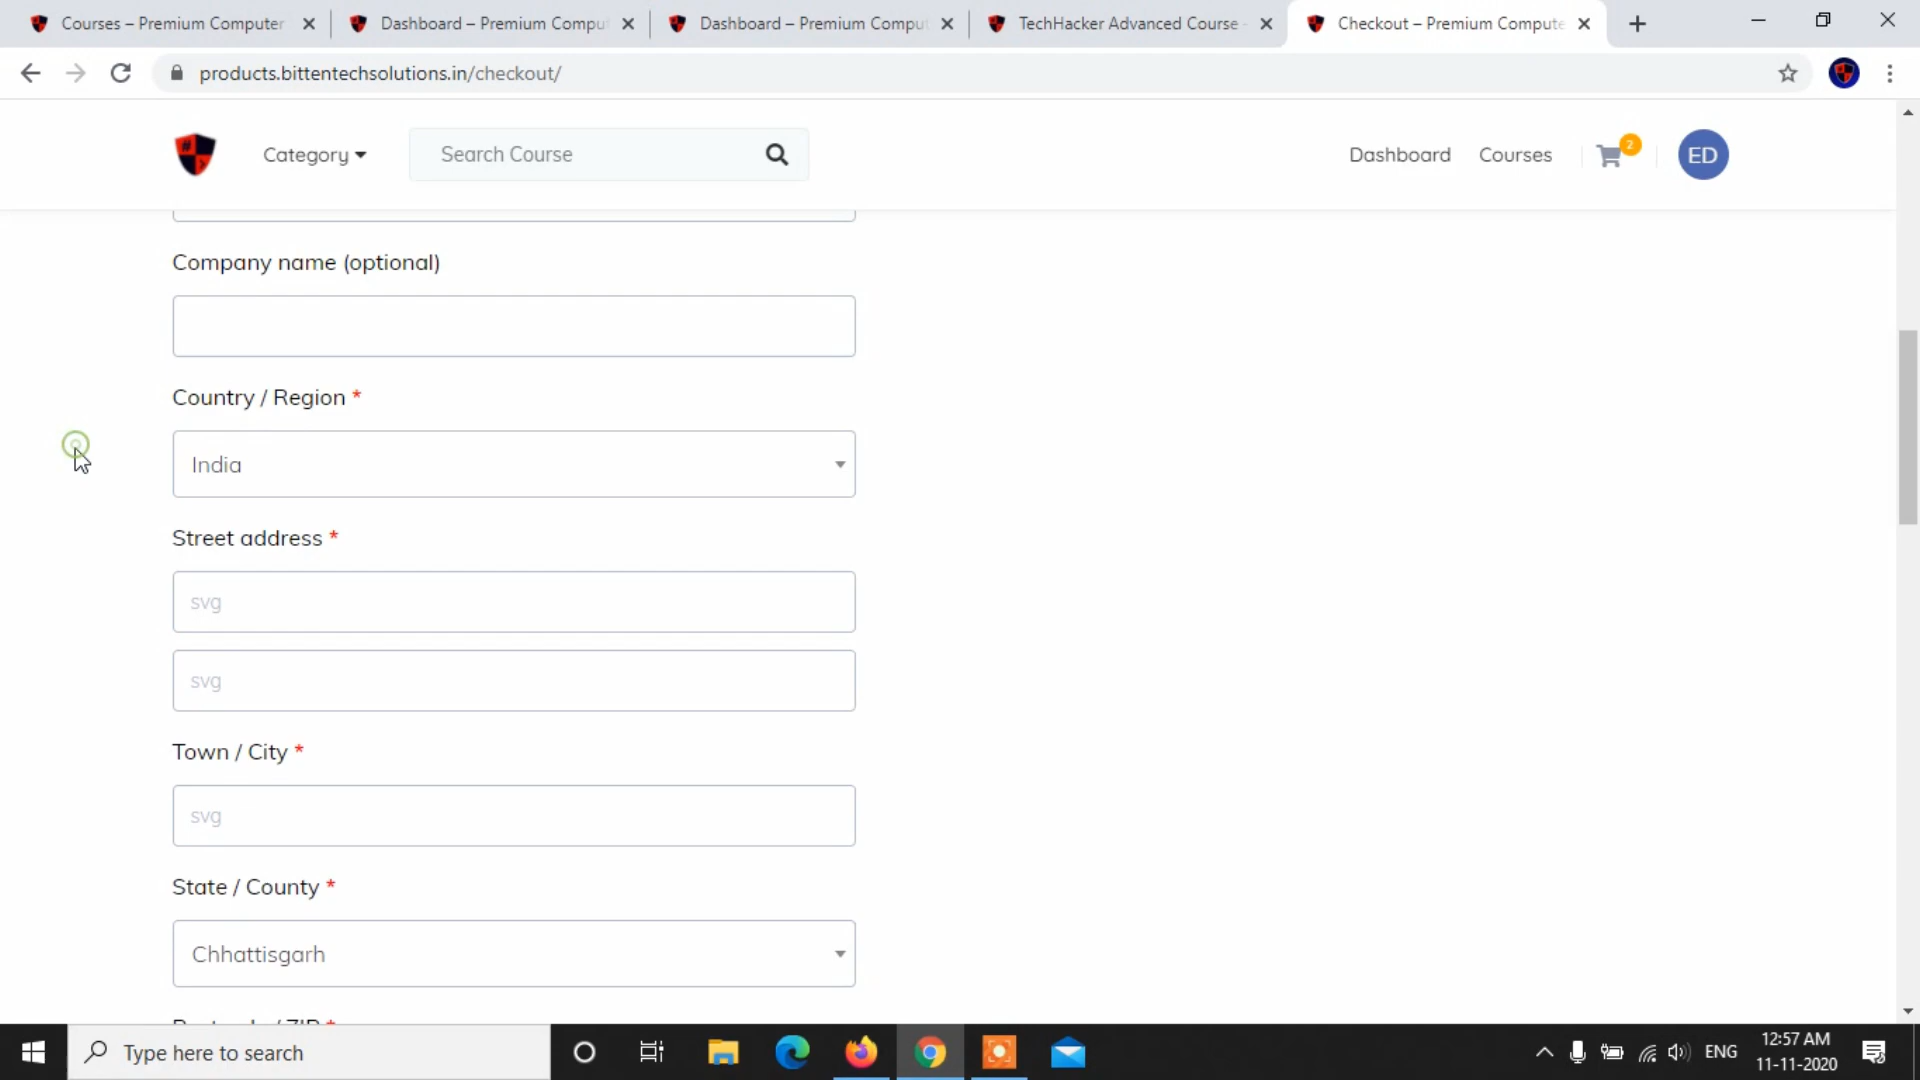 Courses – Premium Computer
Dashboard – Premium Compu
Dashboard – Premium Comput
TechHacker Advanced Course -
Checkout – Premium Compute
products.bittentechsolutions.in/checkout/
Category
Search Course
Dashboard
Courses
2
ED
Company name (optional)
Country / Region *
India
Street address *
svg
svg
Town / City *
svg
State / County *
Chhattisgarh
Type here to search
ENG
12:57 AM
11-11-2020